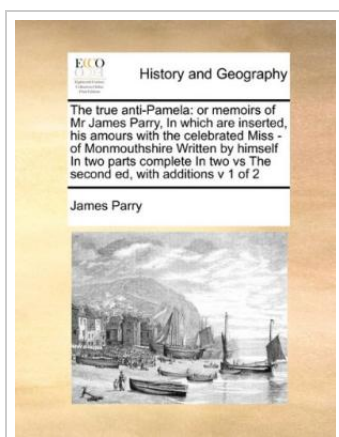 ECCO
History and Geography
The true anti-Pamela: or memoirs of
Mr James Parry, In which are inserted,
his amours with the celebrated Miss -
of Monmouthshire Written by himself
In two parts complete In two vs The
second ed, with additions v 1 of 2
James Parry